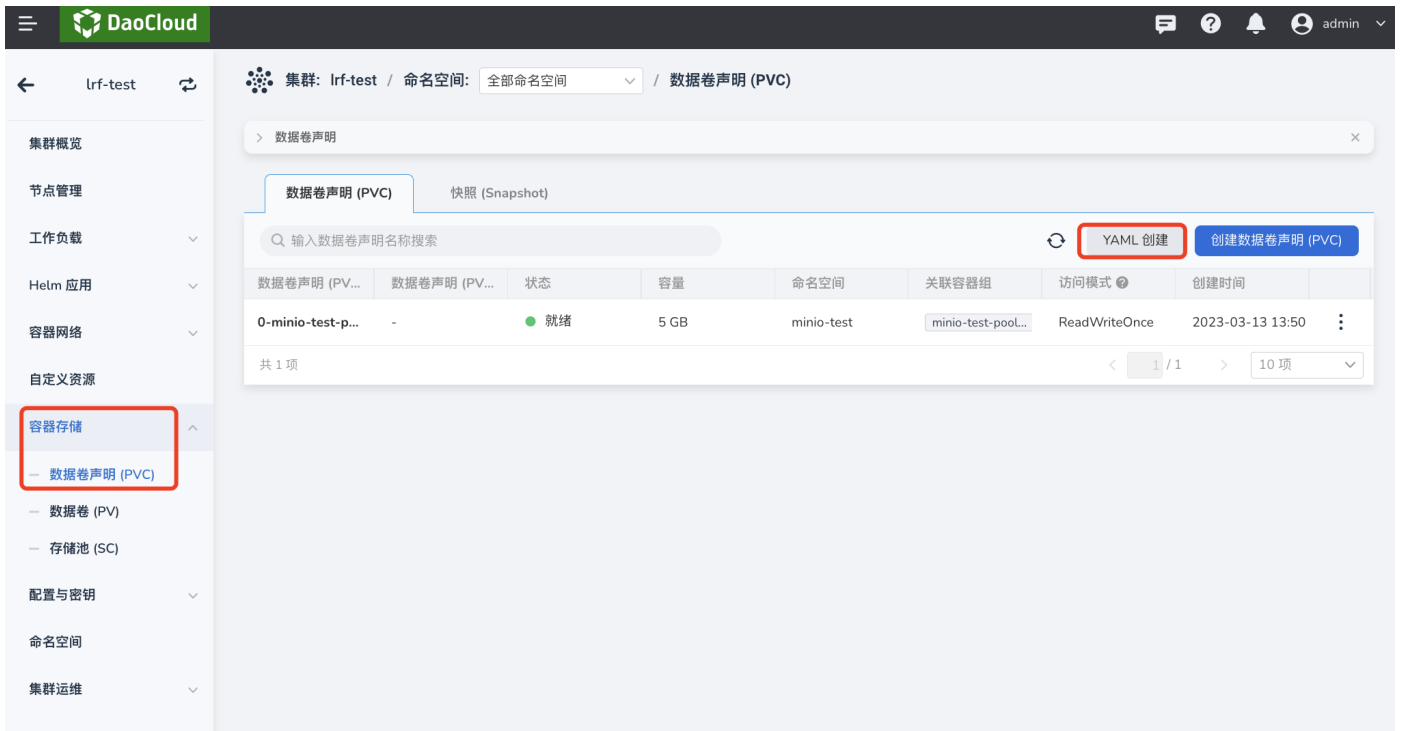 DaoCloud
admin
lrf-test
集群: lrf-test / 命名空间: 全部命名空间 / 数据卷声明 (PVC)
集群概览
节点管理
工作负载
Helm 应用
容器网络
自定义资源
容器存储
数据卷声明 (PVC)
数据卷 (PV)
存储池 (SC)
配置与密钥
命名空间
集群运维
数据卷声明
数据卷声明 (PVC) 快照 (Snapshot)
输入数据卷声明名称搜索 YAML 创建 创建数据卷声明 (PVC)
数据卷声明 (PV... 数据卷声明 (PV... 状态 容量 命名空间 关联容器组 访问模式 创建时间
0-minio-test-p... - 就绪 5 GB minio-test minio-test-pool... ReadWriteOnce 2023-03-13 13:50
共 1 项 1 / 1 10 项